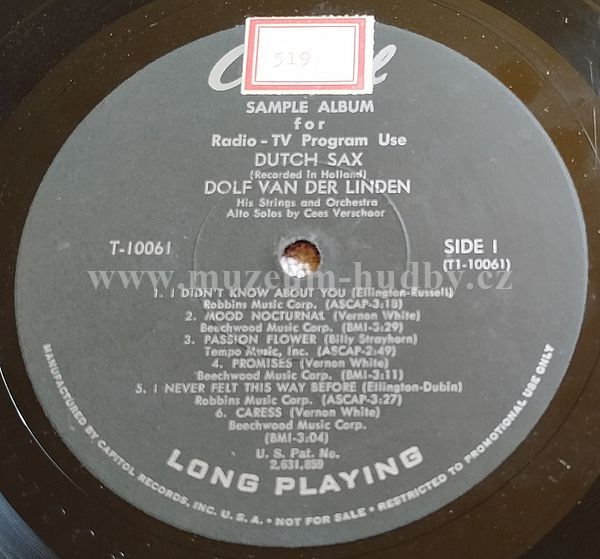 519
SAMPLE ALBUM
for
Radio - TV Program Use
DUTCH SAX
(Recorded in Holland)
DOLF VAN DER LINDEN
His Strings and Orchestra
Alto Solos by Cees Verschoor
T-10061
SIDE 1
(T1-10061)
www.muzeum-hudby.cz
1. I DIDN'T KNOW ABOUT YOU (Ellington-Russell)
Robbins Music Corp. (ASCAP-3:18)
2. MOOD NOCTURNAL (Vernon White)
Beechwood Music Corp. (BMI-3:29)
3. PASSION FLOWER (Billy Strayhorn)
Tempo Music, Inc. (ASCAP-2:49)
4. PROMISES (Vernon White)
Beechwood Music Corp. (BMI-3:11)
5. I NEVER FELT THIS WAY BEFORE (Ellington-Dubin)
Robbins Music Corp. (ASCAP-3:27)
6. CARESS (Vernon White)
Beechwood Music Corp.
(BMI-3:04)
U. S. Pat. No.
2,631,859
LONG PLAYING
MANUFACTURED BY CAPITOL RECORDS, INC. U. S. A. • NOT FOR SALE • RESTRICTED TO PROMOTIONAL USE ONLY